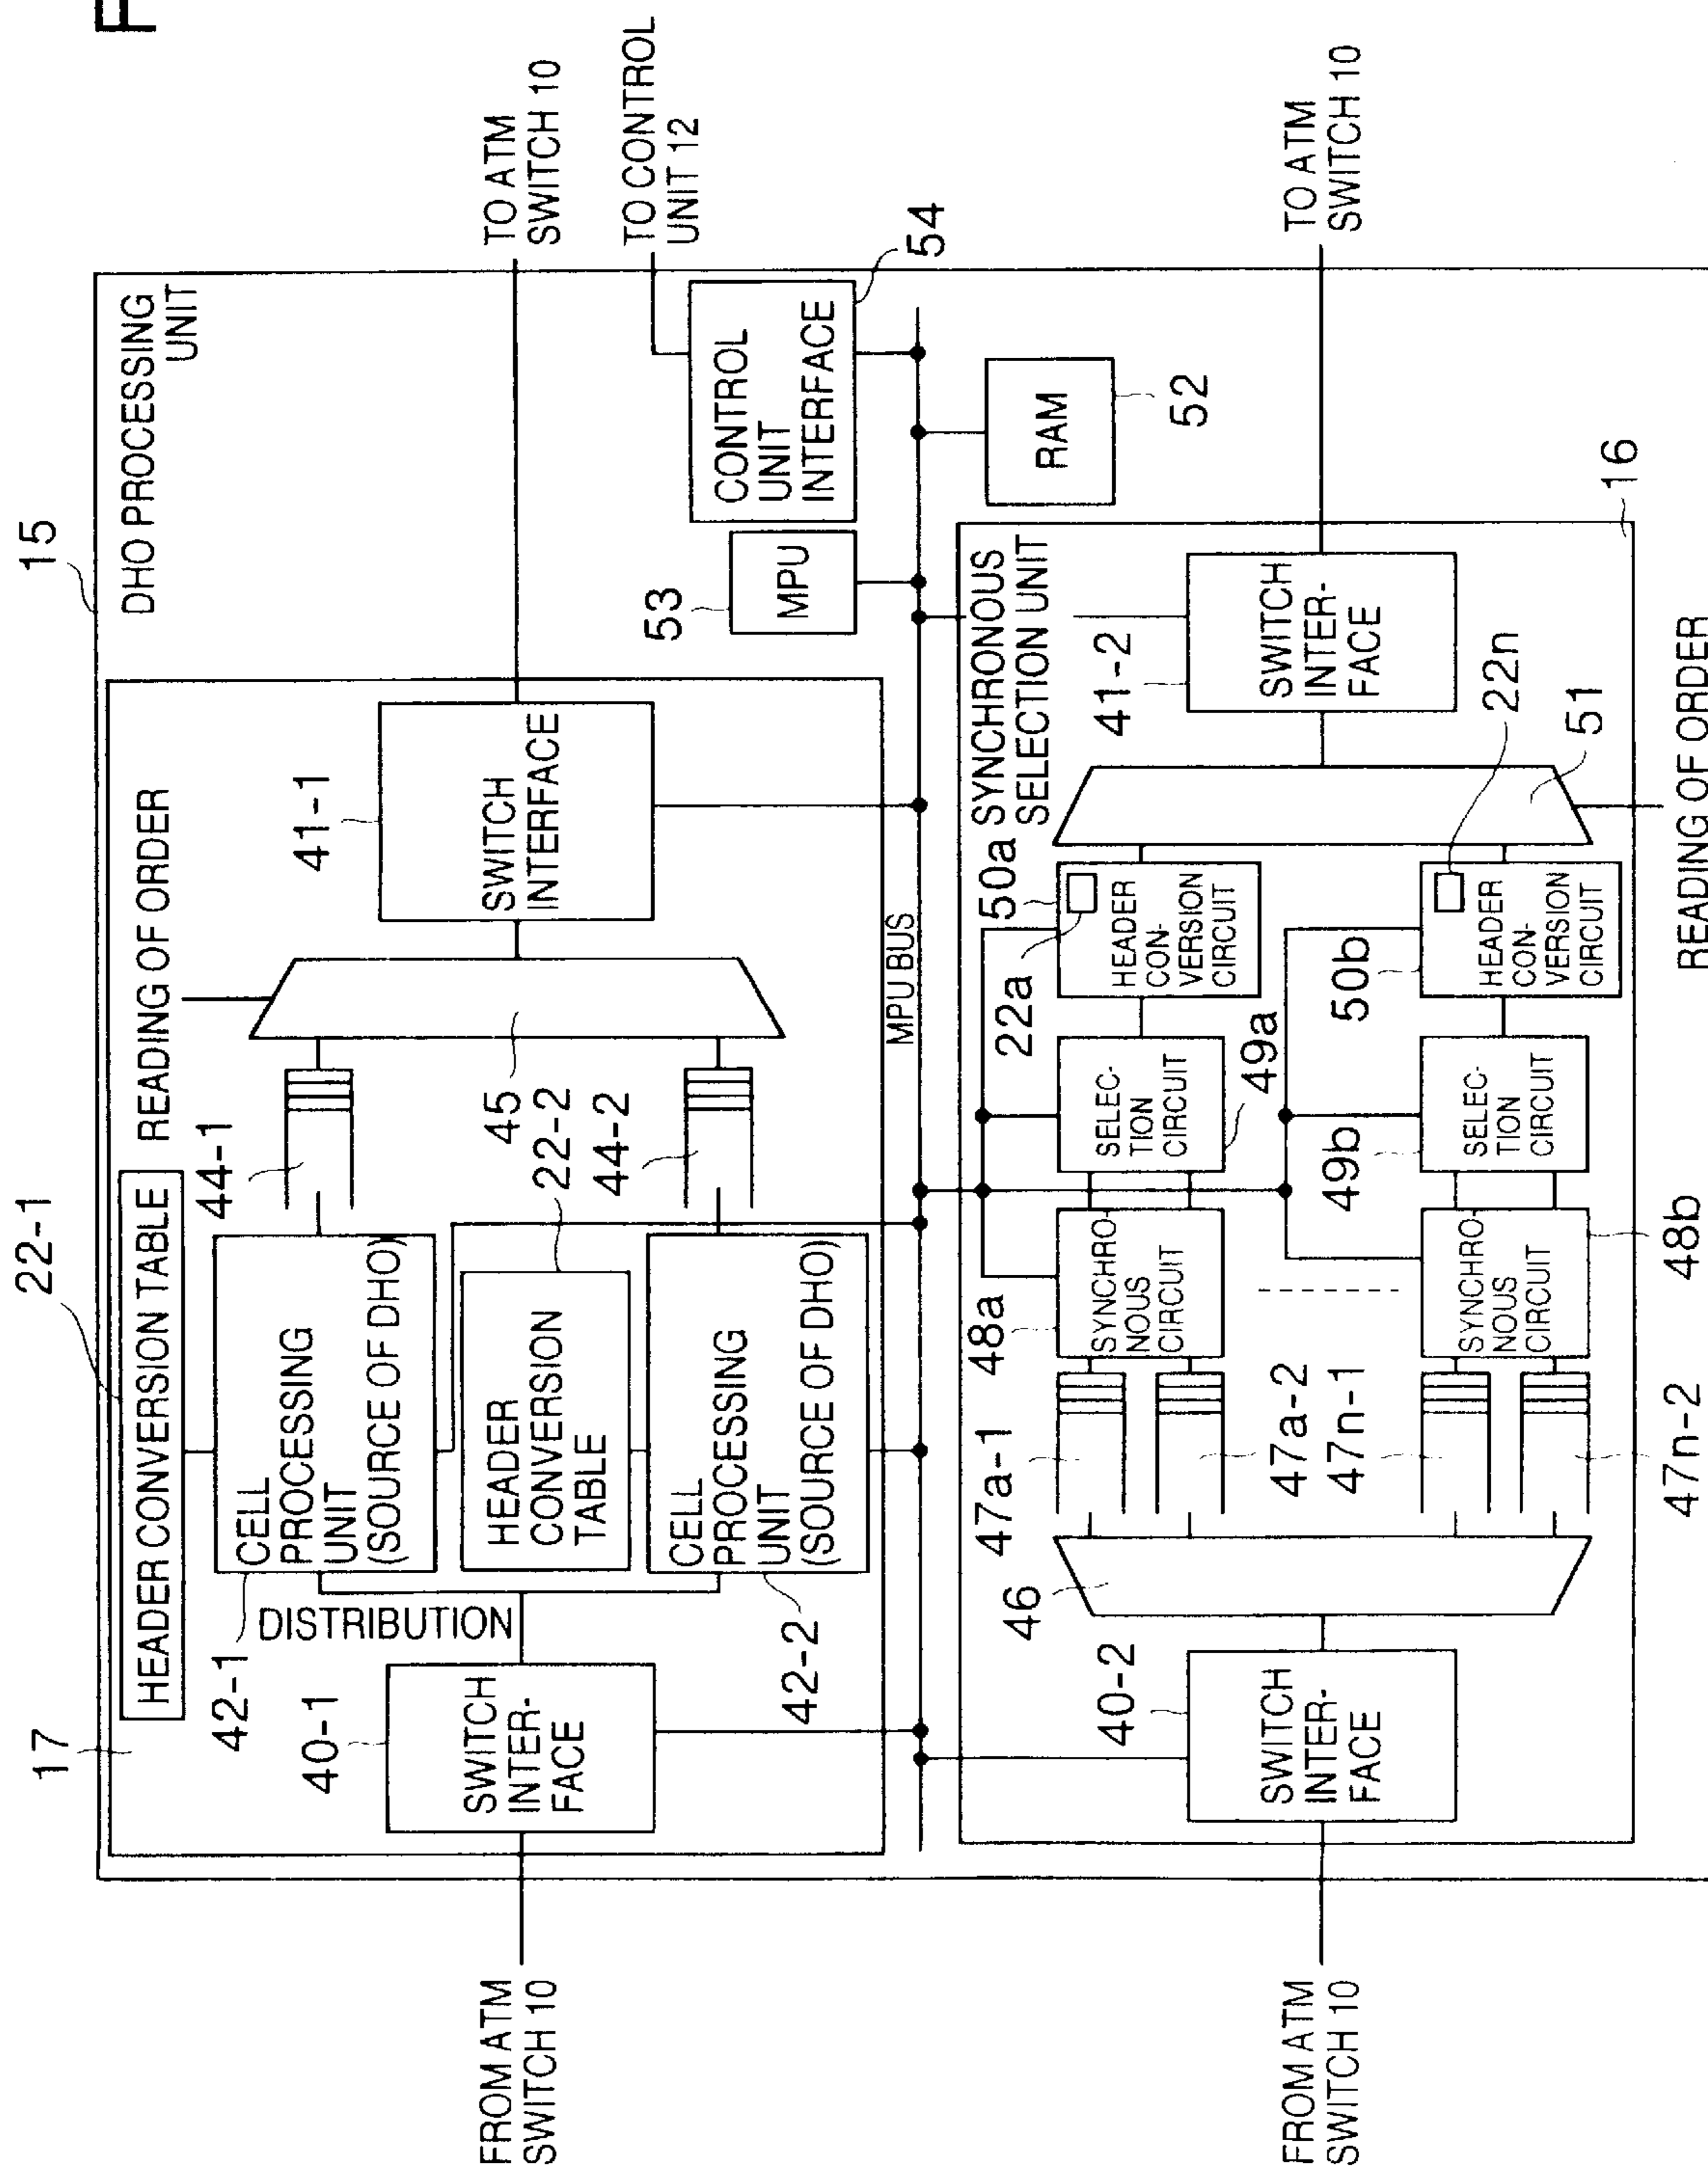 F
15
DHO PROCESSING
UNIT
17
22-1
HEADER CONVERSION TABLE
READING OF ORDER
42-1
CELL
PROCESSING
UNIT
(SOURCE OF DHO)
44-1
41-1
SWITCH
INTERFACE
TO ATM
SWITCH 10
DISTRIBUTION
40-1
SWITCH
INTER-
FACE
FROM ATM
SWITCH 10
HEADER
CONVERSION
TABLE
22-2
45
44-2
42-2
CELL
PROCESSING
UNIT
(SOURCE OF DHO)
MPU BUS
53
MPU
CONTROL
UNIT
INTERFACE
54
TO CONTROL
UNIT 12
RAM
52
SYNCHRONOUS
SELECTION UNIT
16
40-2
SWITCH
INTER-
FACE
FROM ATM
SWITCH 10
46
47a-1
47a-2
47n-1
47n-2
48a
SYNCHRO-
NOUS
CIRCUIT
48b
SYNCHRO-
NOUS
CIRCUIT
49a
SELEC-
TION
CIRCUIT
49b
SELEC-
TION
CIRCUIT
22a
50a
HEADER
CON-
VERSION
CIRCUIT
50b
HEADER
CON-
VERSION
CIRCUIT
22n
51
41-2
SWITCH
INTER-
FACE
TO ATM
SWITCH 10
READING OF ORDER